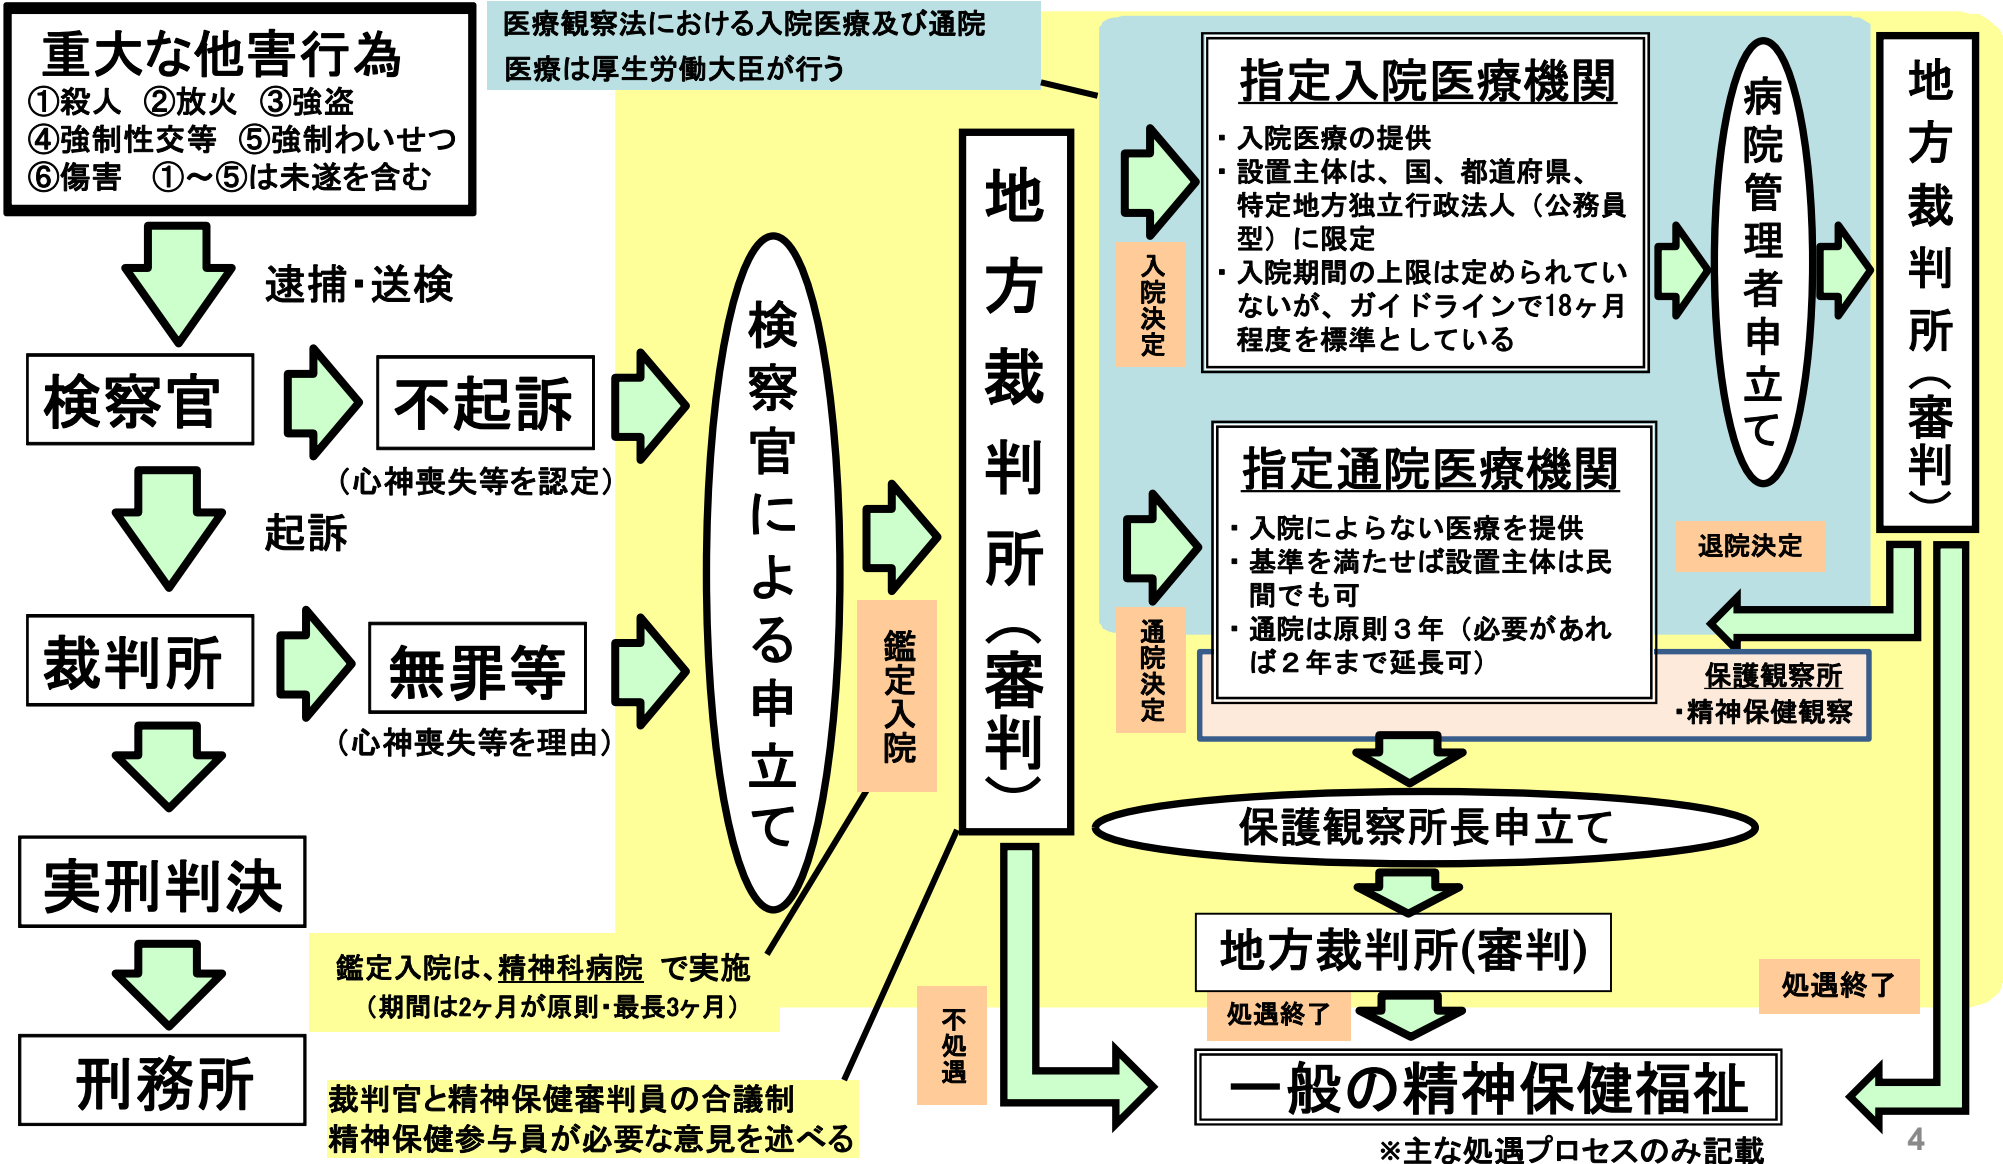 重大な他害行為
①殺人 ②放火 ③強盗
④強制性交等 ⑤強制わいせつ
⑥傷害 ①～⑤は未遂を含む
逮捕・送検
検察官
不起訴
（心神喪失等を認定）
起訴
裁判所
無罪等
（心神喪失等を理由）
実刑判決
刑務所
医療観察法における入院医療及び通院
医療は厚生労働大臣が行う
検察官による申立て
鑑定入院
鑑定入院は、精神科病院 で実施
（期間は2ヶ月が原則・最長3ヶ月）
地方裁判所（審判）
裁判官と精神保健審判員の合議制
精神保健参与員が必要な意見を述べる
入院決定
指定入院医療機関
・入院医療の提供
・設置主体は、国、都道府県、
特定地方独立行政法人（公務員
型）に限定
・入院期間の上限は定められてい
ないが、ガイドラインで18ヶ月
程度を標準としている
病院管理者申立て
地方裁判所（審判）
通院決定
指定通院医療機関
・入院によらない医療を提供
・基準を満たせば設置主体は民
間でも可
・通院は原則３年（必要があれ
ば２年まで延長可）
退院決定
保護観察所
・精神保健観察
保護観察所長申立て
地方裁判所(審判)
処遇終了
処遇終了
不処遇
一般の精神保健福祉
※主な処遇プロセスのみ記載
4